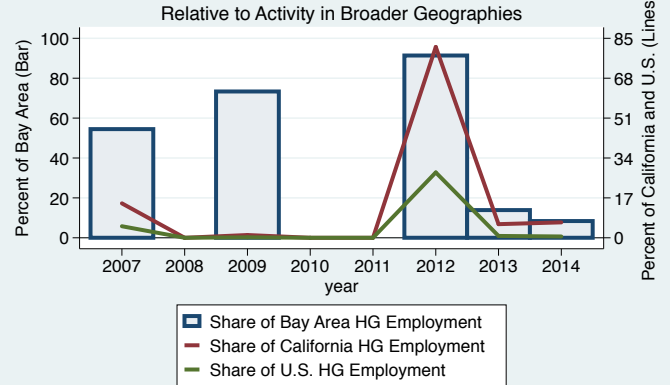 Relative to Activity in Broader Geographies
Percent of Bay Area (Bar)
100
80
60
40
20
0
85
68
51
34
17
0
Percent of California and U.S. (Lines
2007 2008 2009 2010 2011 2012 2013 2014
year
Share of Bay Area HG Employment
Share of California HG Employment
Share of U.S. HG Employment